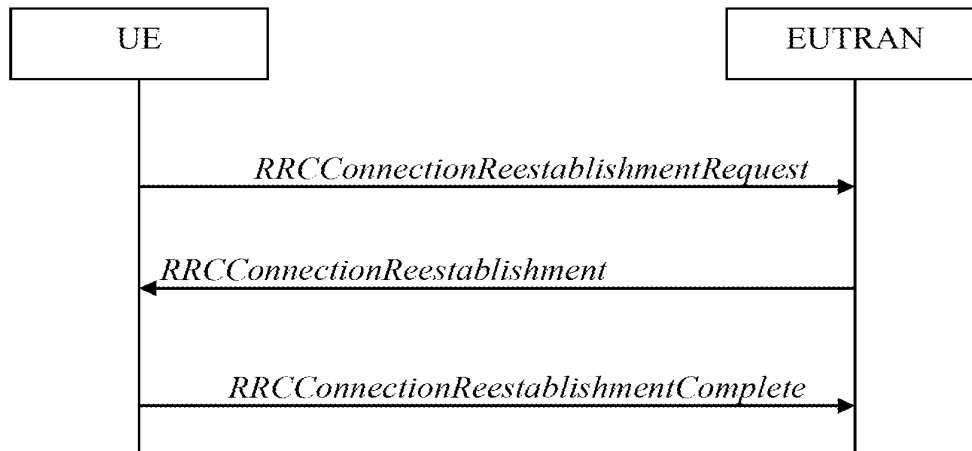 UE
EUTRAN
RRCConnectionReestablishmentRequest
RRCConnectionReestablishment
RRCConnectionReestablishmentComplete